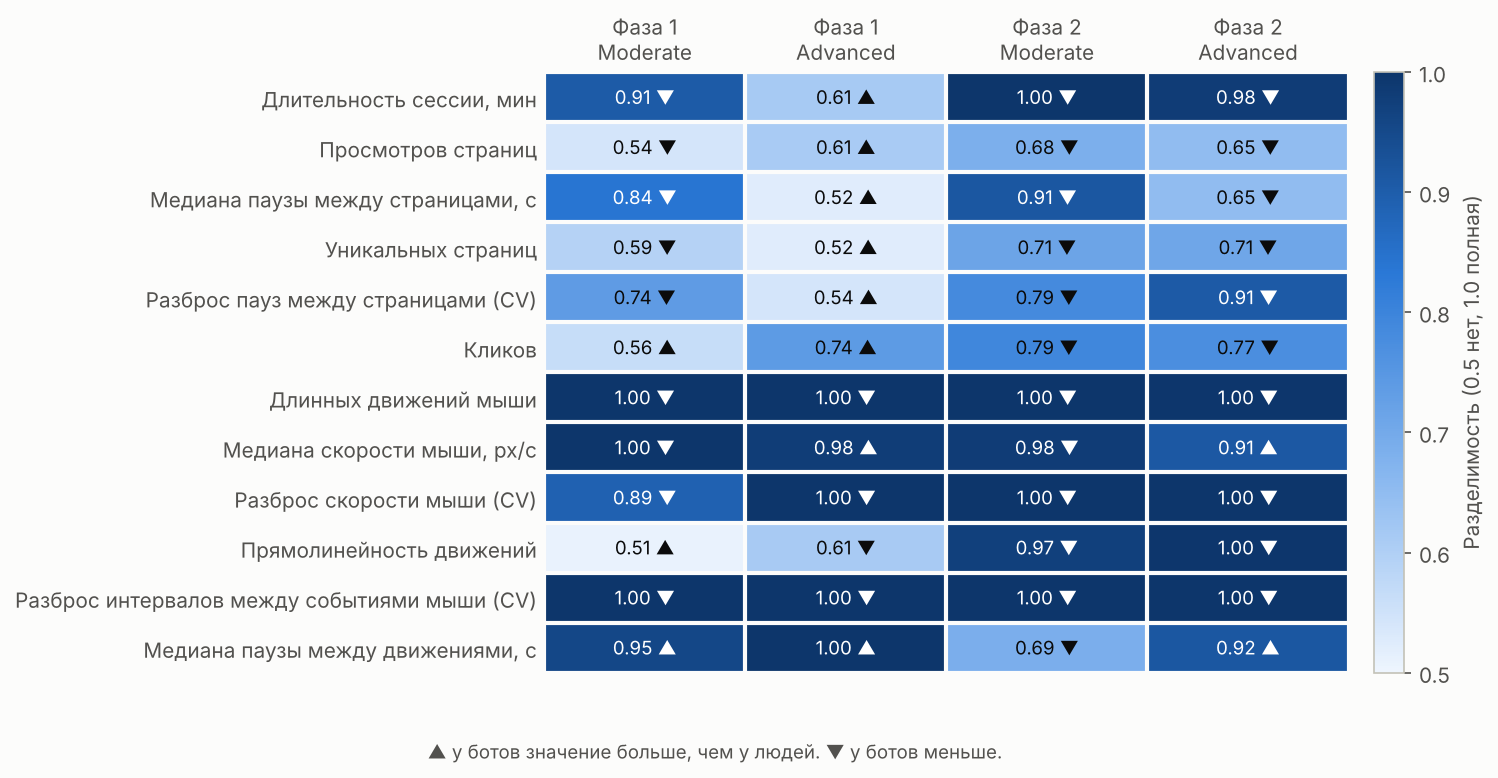 Фаза 1 Фаза 1 Фаза 2 Фаза 2
Moderate Advanced Moderate Advanced
Длительность сессии, мин 0.91 ▼ 0.61 ▲ 1.00 ▼ 0.98 ▼
Просмотров страниц 0.54 ▼ 0.61 ▲ 0.68 ▼ 0.65 ▼
Медиана паузы между страницами, с 0.84 ▼ 0.52 ▲ 0.91 ▼ 0.65 ▼
Уникальных страниц 0.59 ▼ 0.52 ▲ 0.71 ▼ 0.71 ▼
Разброс пауз между страницами (CV) 0.74 ▼ 0.54 ▲ 0.79 ▼ 0.91 ▼
Кликов 0.56 ▲ 0.74 ▲ 0.79 ▼ 0.77 ▼
Длинных движений мыши 1.00 ▼ 1.00 ▼ 1.00 ▼ 1.00 ▼
Медиана скорости мыши, px/с 1.00 ▼ 0.98 ▲ 0.98 ▼ 0.91 ▲
Разброс скорости мыши (CV) 0.89 ▼ 1.00 ▼ 1.00 ▼ 1.00 ▼
Прямолинейность движений 0.51 ▲ 0.61 ▼ 0.97 ▼ 1.00 ▼
Разброс интервалов между событиями мыши (CV) 1.00 ▼ 1.00 ▼ 1.00 ▼ 1.00 ▼
Медиана паузы между движениями, с 0.95 ▲ 1.00 ▲ 0.69 ▼ 0.92 ▲
1.0
0.9
0.8
0.7
0.6
0.5
Разделимость (0.5 нет, 1.0 полная)
▲ у ботов значение больше, чем у людей. ▼ у ботов меньше.